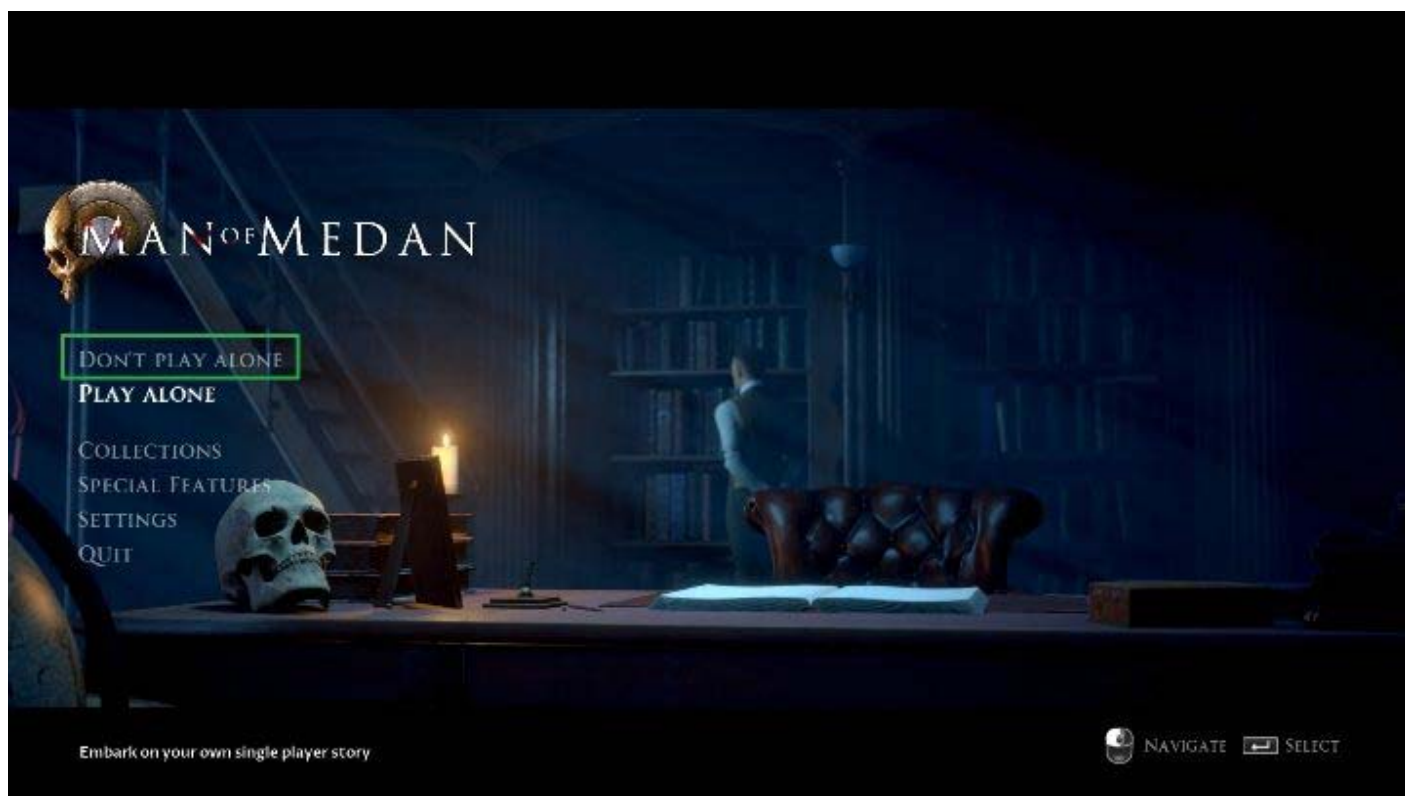 MAN OF MEDAN
DON'T PLAY ALONE
PLAY ALONE
COLLECTIONS
SPECIAL FEATURES
SETTINGS
QUIT
Embark on your own single player story
NAVIGATE SELECT